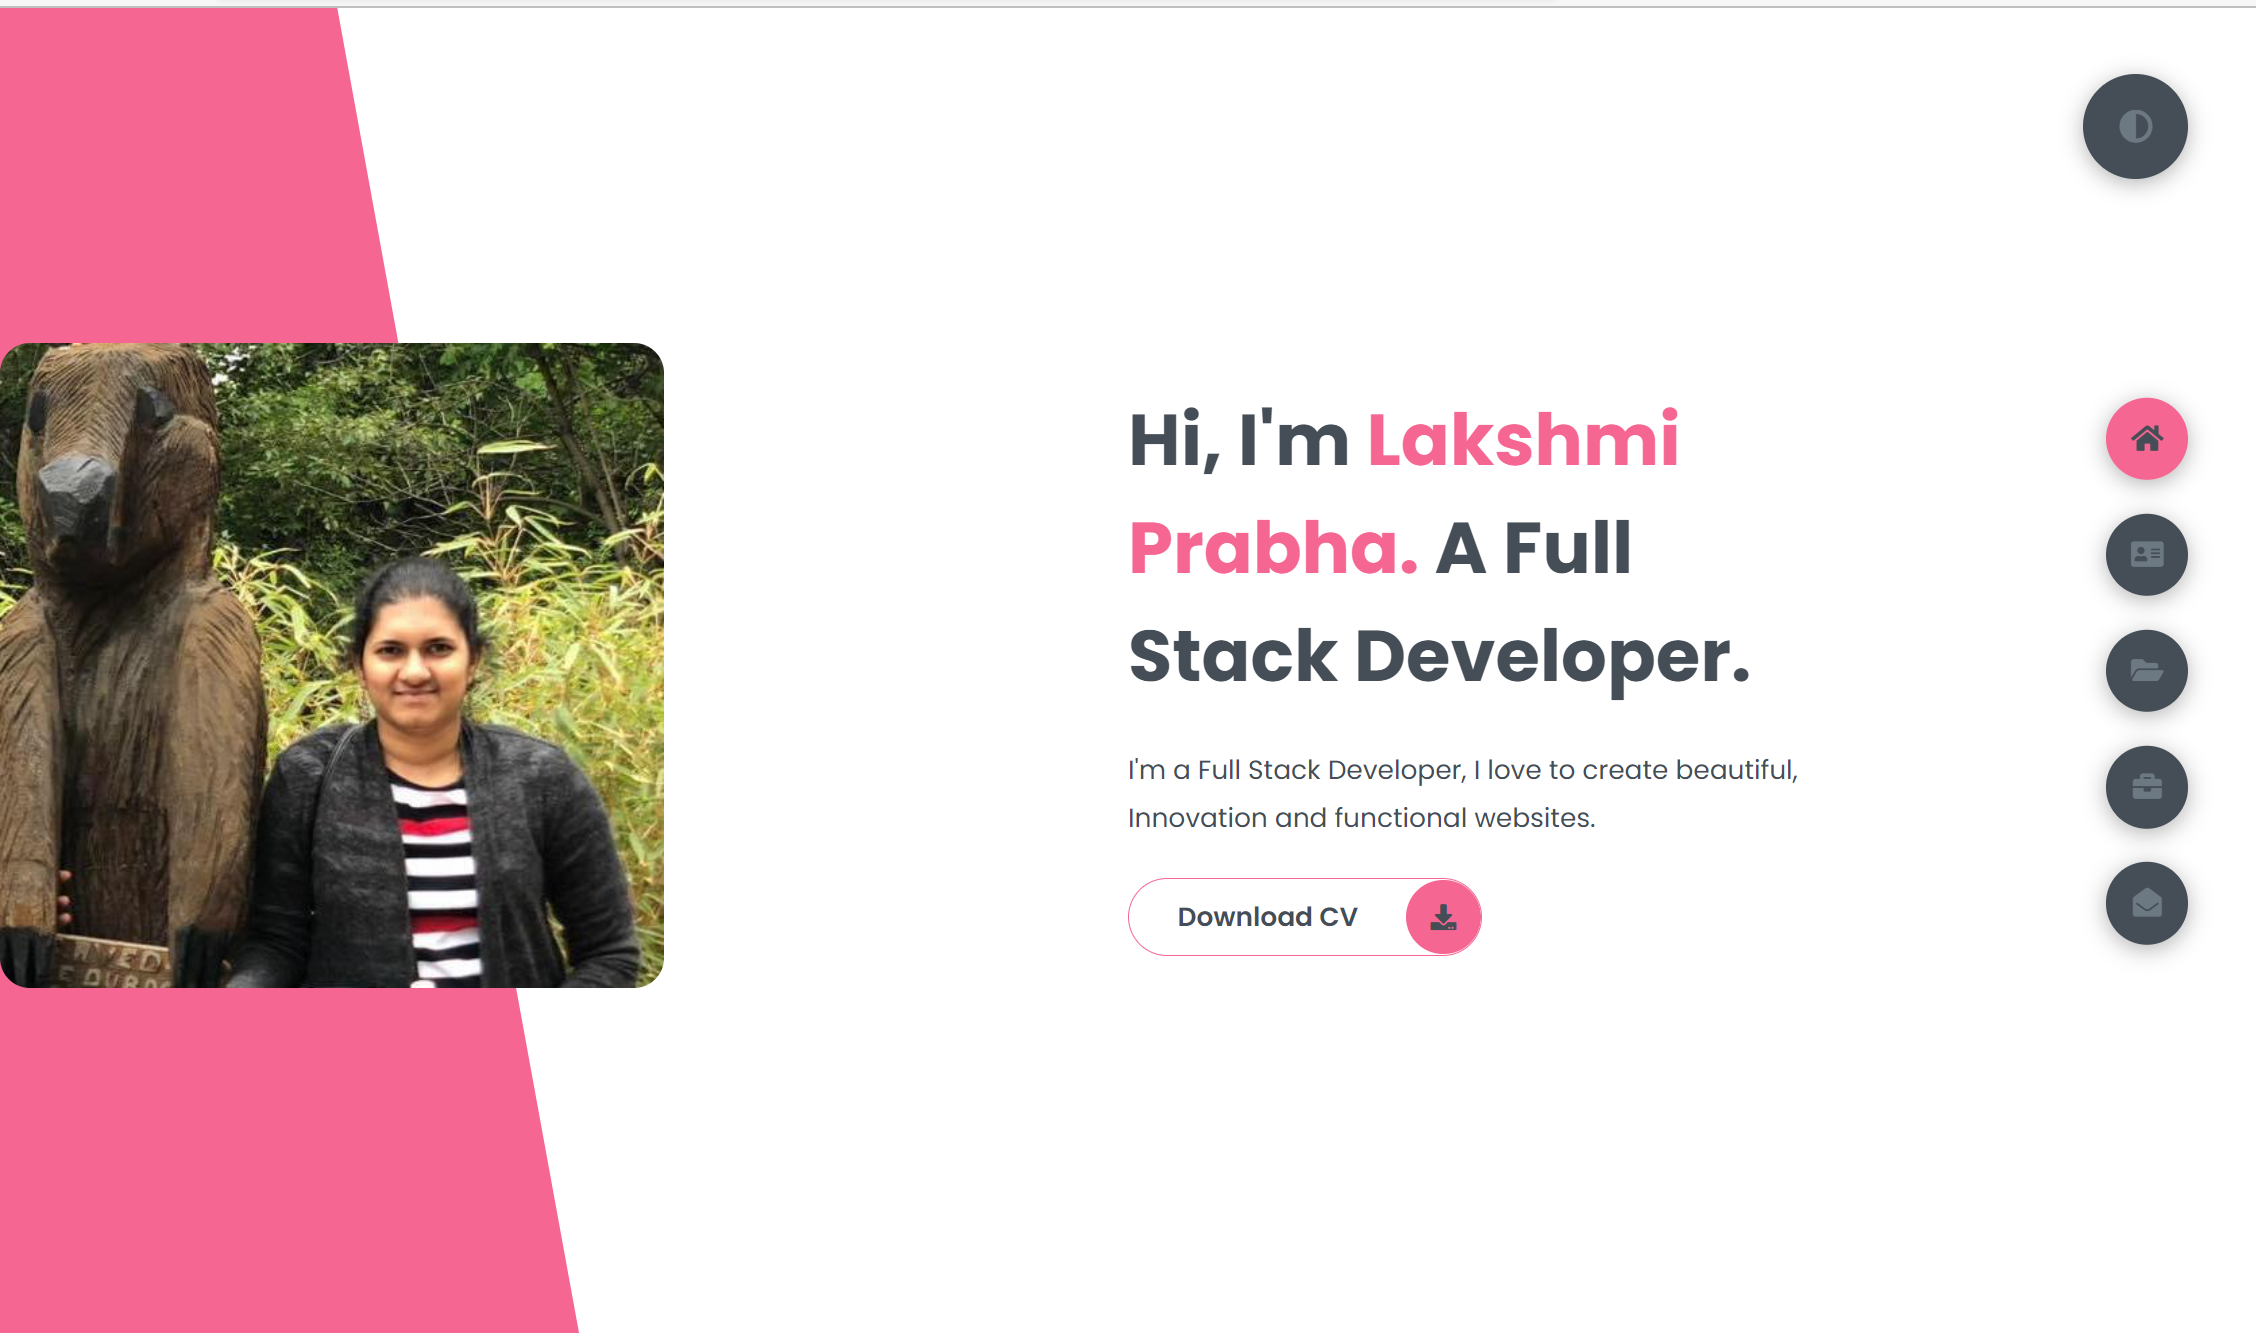 Hi, I'm Lakshmi
Prabha. A Full
Stack Developer.
I'm a Full Stack Developer, I love to create beautiful,
Innovation and functional websites.
Download CV